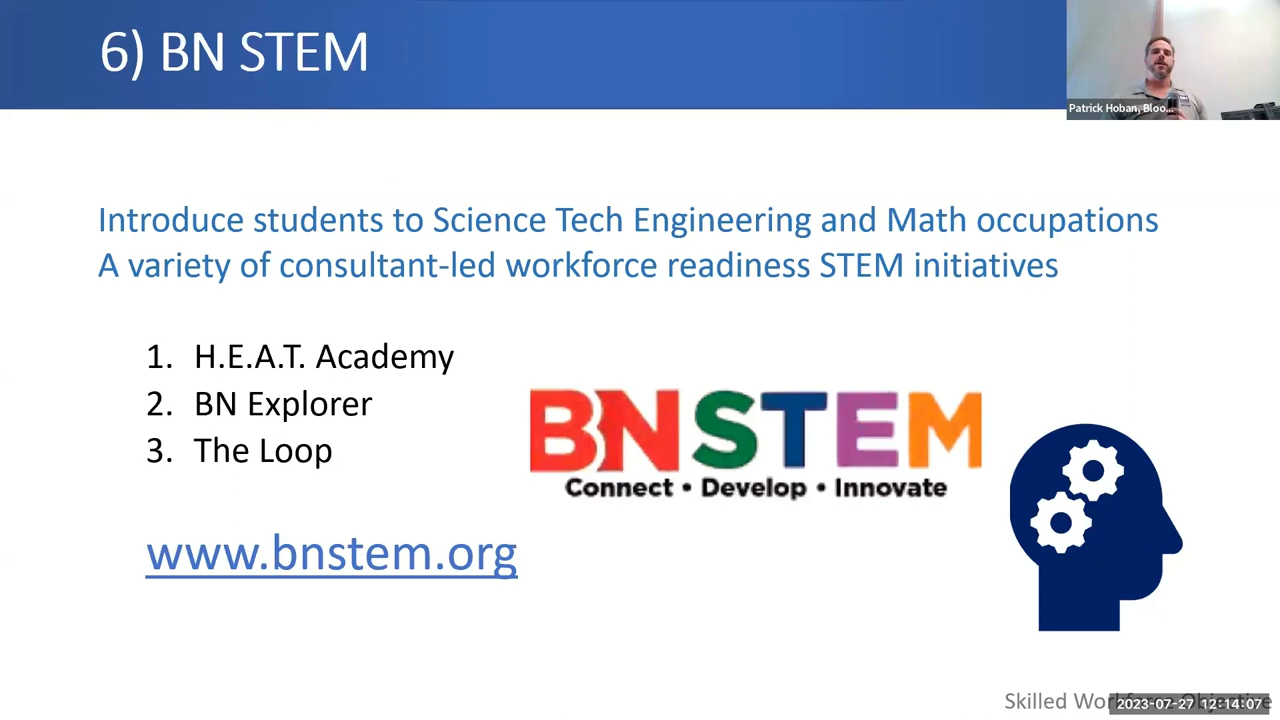 6) BN STEM
Patrick Hoban, Bloo...
Introduce students to Science Tech Engineering and Math occupations
A variety of consultant-led workforce readiness STEM initiatives
1. H.E.A.T. Academy
2. BN Explorer
3. The Loop
BNSTEM
Connect • Develop • Innovate
www.bnstem.org
Skilled Workforce Objective
2023-07-27 12:14:07